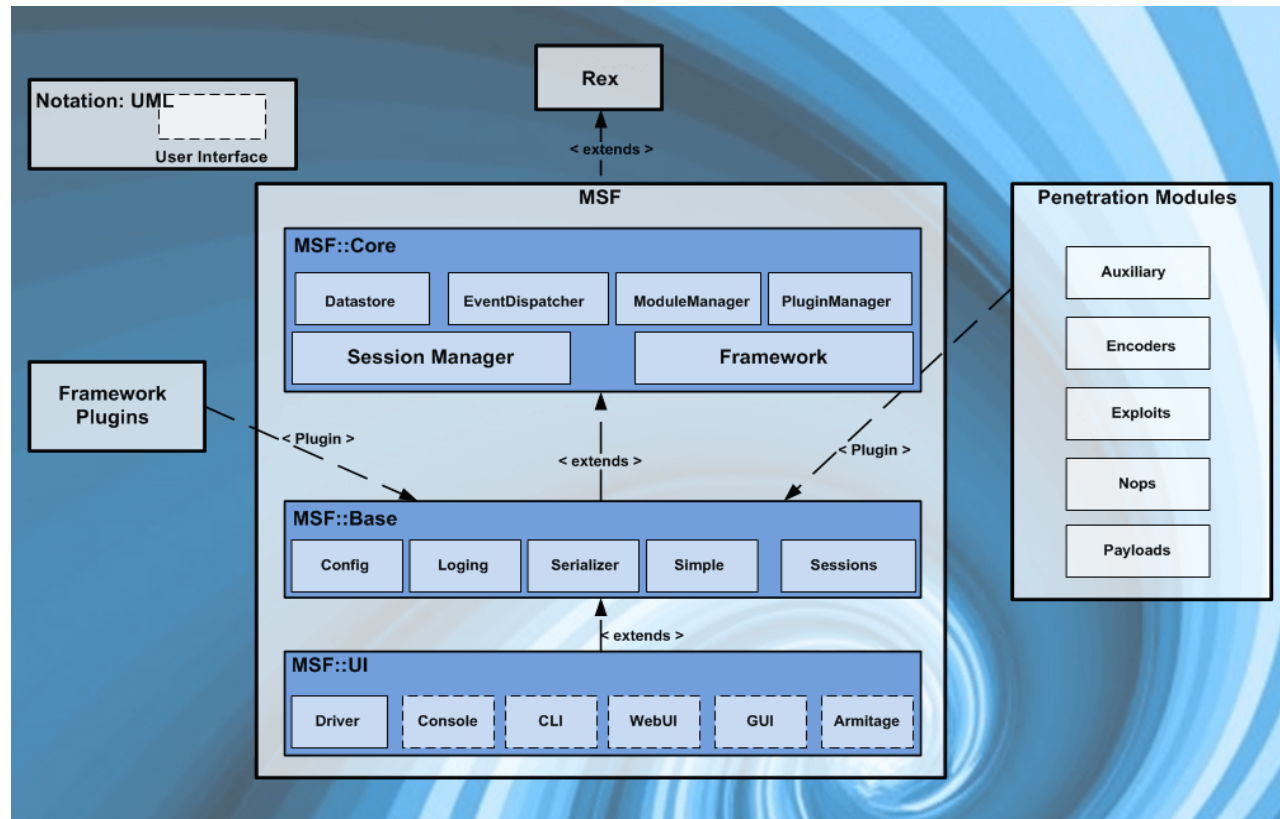 Rex
Notation: UML
User Interface
< extends >
MSF
Penetration Modules
MSF::Core
Datastore
EventDispatcher
ModuleManager
PluginManager
Session Manager
Framework
Auxiliary
Encoders
Exploits
Nops
Payloads
Framework
Plugins
< Plugin >
< Plugin >
< extends >
MSF::Base
Config
Loging
Serializer
Simple
Sessions
< extends >
MSF::UI
Driver
Console
CLI
WebUI
GUI
Armitage